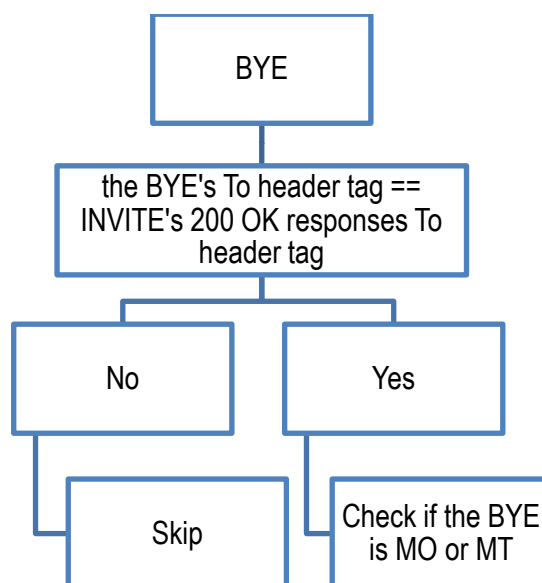 BYE
the BYE's To header tag ==
INVITE's 200 OK responses To
header tag
No
Yes
Skip
Check if the BYE
is MO or MT